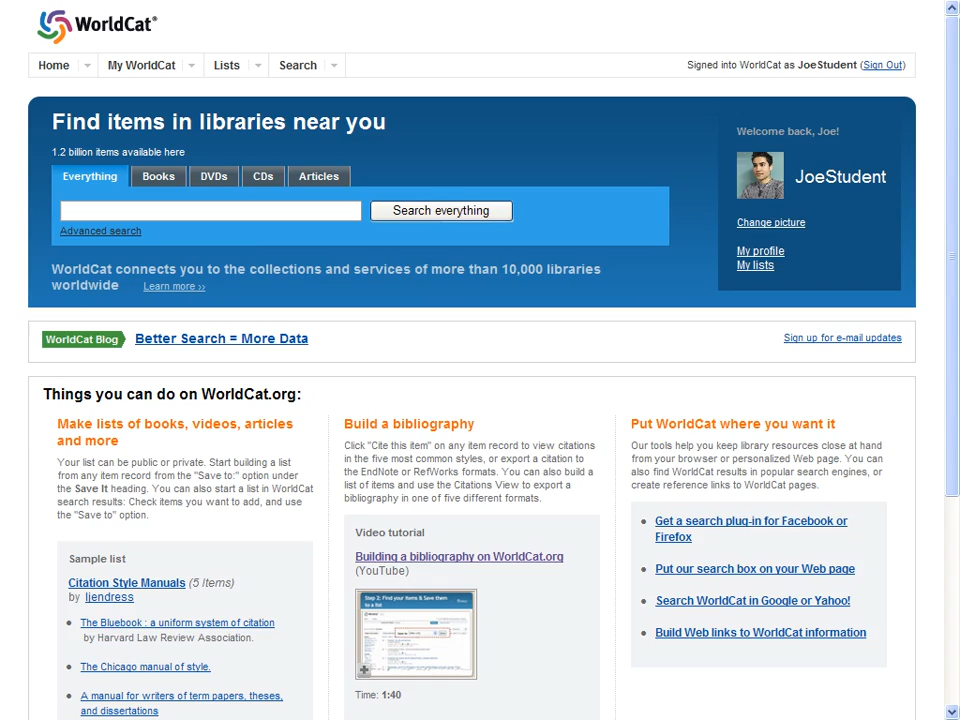 WorldCat®
Home My WorldCat Lists Search
Signed into WorldCat as JoeStudent (Sign Out)
Find items in libraries near you
1.2 billion items available here
Everything Books DVDs CDs Articles
Search everything
Advanced search
WorldCat connects you to the collections and services of more than 10,000 libraries
worldwide Learn more ››
Welcome back, Joe!
JoeStudent
Change picture
My profile
My lists
WorldCat Blog Better Search = More Data
Sign up for e-mail updates
Things you can do on WorldCat.org:
Make lists of books, videos, articles
and more
Your list can be public or private. Start building a list
from any item record from the "Save to:" option under
the Save It heading. You can also start a list in WorldCat
search results: Check items you want to add, and use
the "Save to" option.
Sample list
Citation Style Manuals (5 Items)
by ljendress
The Bluebook : a uniform system of citation
by Harvard Law Review Association.
The Chicago manual of style.
A manual for writers of term papers, theses,
and dissertations
Build a bibliography
Click "Cite this item" on any item record to view citations
in the five most common styles, or export a citation to
the EndNote or RefWorks formats. You can also build a
list of items and use the Citations View to export a
bibliography in one of five different formats.
Video tutorial
Building a bibliography on WorldCat.org
(YouTube)
Step 2: Find your items & Save them
to a list
Time: 1:40
Put WorldCat where you want it
Our tools help you keep library resources close at hand
from your browser or personalized Web page. You can
also find WorldCat results in popular search engines, or
create reference links to WorldCat pages.
Get a search plug-in for Facebook or
Firefox
Put our search box on your Web page
Search WorldCat in Google or Yahoo!
Build Web links to WorldCat information